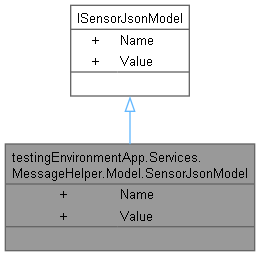 ISensorJsonModel
+ Name
+ Value
testingEnvironmentApp.Services.
MessageHelper.Model.SensorJsonModel
+ Name
+ Value